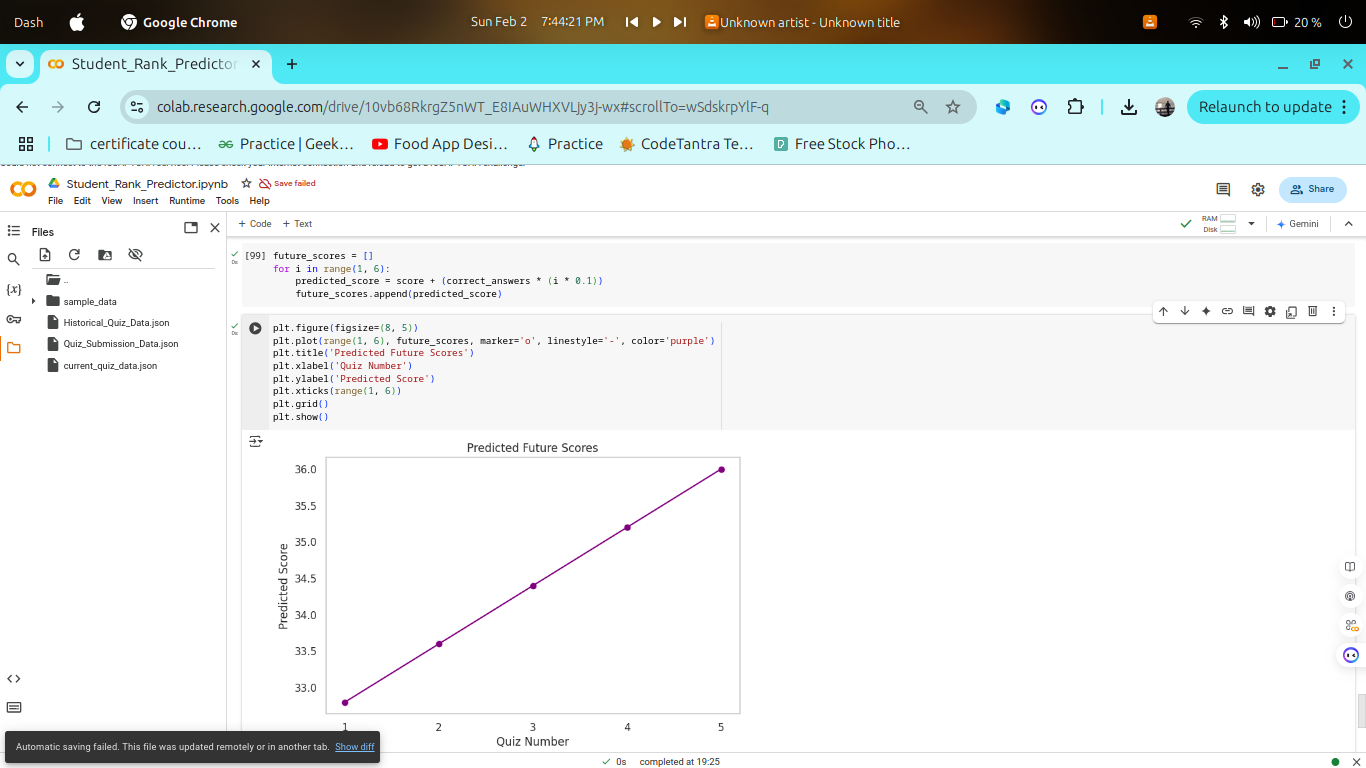 Dash
Google Chrome
Sun Feb 2 7:44:21 PM
Unknown artist - Unknown title
20 %
Student_Rank_Predictor
colab.research.google.com/drive/10vb68RkrgZ5nWT_E8IAuWHXVLjy3j-wx#scrollTo=wSdskrpYlF-q
Relaunch to update
certificate cou...
Practice | Geek...
Food App Desi...
Practice
CodeTantra Te...
Free Stock Pho...
Student_Rank_Predictor.ipynb
Save failed
File Edit View Insert Runtime Tools Help
Share
Files
+ Code + Text
RAM
Disk
Gemini
..
sample_data
Historical_Quiz_Data.json
Quiz_Submission_Data.json
current_quiz_data.json
{x}
0s
[99] future_scores = []
for i in range(1, 6):
predicted_score = score + (correct_answers * (i * 0.1))
future_scores.append(predicted_score)
0s
plt.figure(figsize=(8, 5))
plt.plot(range(1, 6), future_scores, marker='o', linestyle='-', color='purple')
plt.title('Predicted Future Scores')
plt.xlabel('Quiz Number')
plt.ylabel('Predicted Score')
plt.xticks(range(1, 6))
plt.grid()
plt.show()
Predicted Future Scores
36.0
35.5
35.0
34.5
34.0
33.5
33.0
Predicted Score
1 2 3 4 5
Quiz Number
Automatic saving failed. This file was updated remotely or in another tab. Show diff
0s completed at 19:25